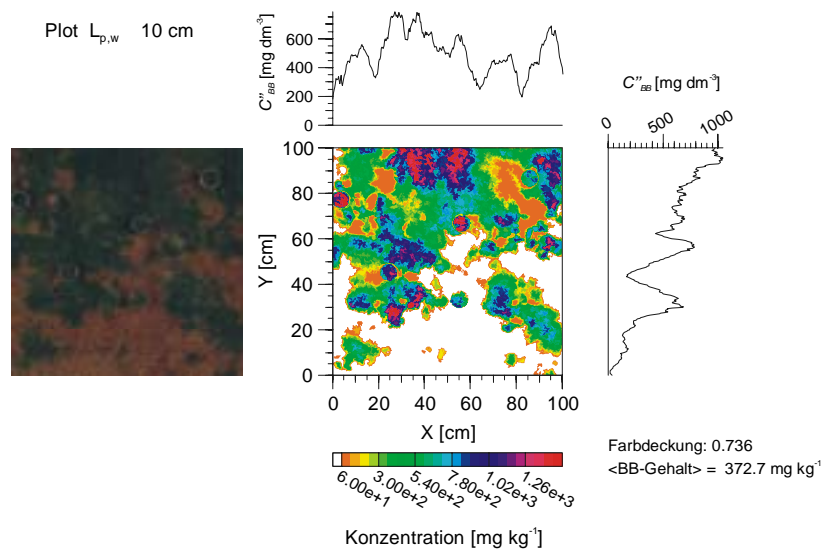 Plot L_{p,w} 10 cm
C''_{BB} [mg dm^{-3}]
600
400
200
0
C''_{BB} [mg dm^{-3}]
0 500 1000
100
80
60
40
20
0
Y [cm]
0 20 40 60 80 100
X [cm]
6.00e+1 3.00e+2 5.40e+2 7.80e+2 1.02e+3 1.26e+3
Konzentration [mg kg^{-1}]
Farbdeckung: 0.736
<BB-Gehalt> = 372.7 mg kg^{-1}